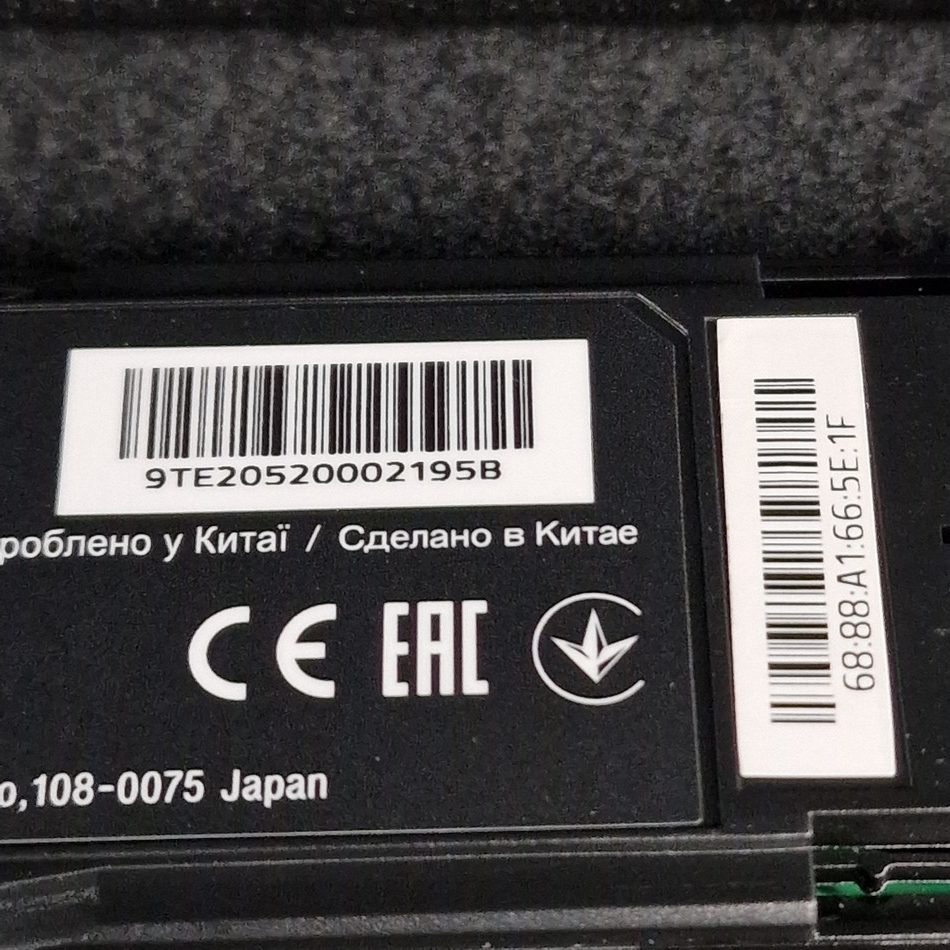 9TE20520002195B
роблено у Китаї / Сделано в Китае
CE EAC
o,108-0075 Japan
68:88:A1:66:5E:1F